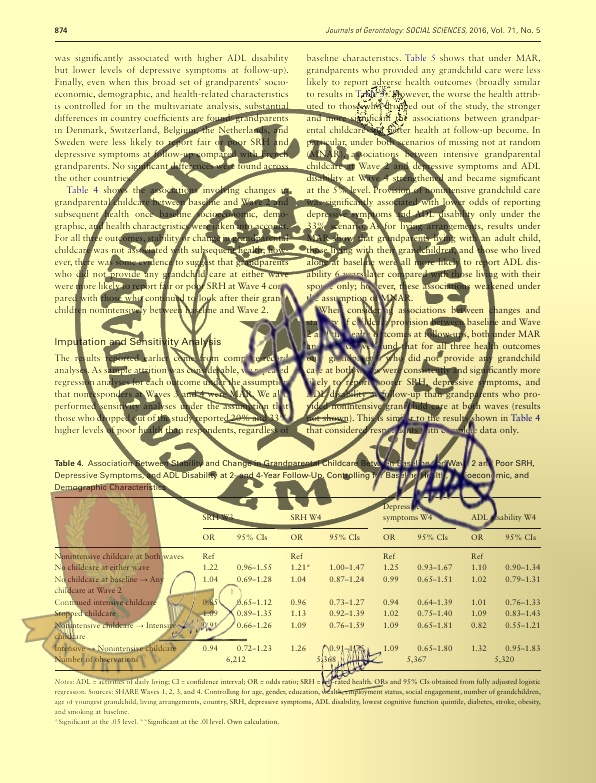 874
Journals of Gerontology: SOCIAL SCIENCES, 2016, Vol. 71, No. 5
was significantly associated with higher ADL disability
but lower levels of depressive symptoms at follow-up).
Finally, even when this broad set of grandparents' socio-
economic, demographic, and health-related characteristics
is controlled for in the multivariate analysis, substantial
differences in country coefficients are found: grandparents
in Denmark, Switzerland, Belgium, the Netherlands, and
Sweden were less likely to report fair or poor SRH and
depressive symptoms at follow-up compared with French
grandparents. No significant differences were found across
the other countries.
Table 4 shows the associations involving changes in
grandparental childcare between baseline and Wave 2 and
subsequent health once baseline socioeconomic, demo-
graphic, and health characteristics were taken into account.
For all three outcomes, stability or change in grandparental
childcare was not associated with subsequent health; how-
ever, there was some evidence to suggest that grandparents
who did not provide any grandchild care at either wave
were more likely to report fair or poor SRH at Wave 4 com-
pared with those who continued to look after their grand-
children nonintensively between baseline and Wave 2.
Imputation and Sensitivity Analysis
The results reported earlier come from complete record
analyses. As sample attrition was considerable, we repeated
regression analyses for each outcome under the assumption
that nonresponders at Waves 3 and 4 were MAR. We also
performed sensitivity analysis under the assumption that
those who dropped out of the study reported 20% and 33%
higher levels of poor health than respondents, regardless of
baseline characteristics. Table 5 shows that under MAR,
grandparents who provided any grandchild care were less
likely to report adverse health outcomes (broadly similar
to results in However, the worse the health attrib-
uted to those who dropped out of the study, the stronger
and more significant the associations between grandpar-
ental childcare and better health at follow-up become. In
particular, under both scenarios of missing not at random
(MNAR), associations between intensive grandparental
childcare at Wave and depressive symptoms and ADL
disability at Wave 4 strengthened and became significant
at the 5% level. Provision of nonintensive grandchild care
was significantly associated with lower odds of reporting
depressive symptoms and ADL disability only under the
33% scenario. As for living arrangements, results under
MAR show that grandparents living with an adult child,
those living with their grandchildren, and those who lived
alone at baseline were all more likely to report ADL dis-
ability 6 years later compared with those living with their
spouse only; however, these associations weakened under
the assumption of MNAR.
When considering associations between changes and
stability of childcare provision between baseline and Wave
2 and outcomes at follow-ups, both under MAR
and found that for all three health outcomes
grandparents who did not provide any grandchild
care at both waves were consistently and significantly more
likely to report poorer SRH, depressive symptoms, and
ADL disability at follow-up than grandparents who pro-
vided nonintensive grandchild care at both waves (results
not shown). This is similar to the results shown in Table 4
that considered respondents with complete data only.
Table 4. Association Between Stability and Change in Grandparental Childcare Between Baseline and Wave 2 and Poor SRH,
Depressive Symptoms, and ADL Disability at 2- and 4-Year Follow-Up, Controlling for Baseline Health, Socioeconomic, and
Demographic Characteristics
SRH W3 SRH W4 Depressive symptoms W4 ADL disability W4
OR 95% CIs OR 95% CIs OR 95% CIs OR 95% CIs
Nonintensive childcare at both waves Ref Ref Ref Ref
No childcare at either wave 1.22 0.96–1.55 1.21* 1.00–1.47 1.25 0.93–1.67 1.10 0.90–1.34
No childcare at baseline → Any 1.04 0.69–1.28 1.04 0.87–1.24 0.99 0.65–1.51 1.02 0.79–1.31
childcare at Wave 2
Continued intensive childcare 0.85 0.65–1.12 0.96 0.73–1.27 0.94 0.64–1.39 1.01 0.76–1.33
Stopped childcare 1.09 0.89–1.35 1.13 0.92–1.39 1.02 0.75–1.40 1.09 0.83–1.43
Nonintensive childcare → Intensive 0.91 0.66–1.26 1.09 0.76–1.59 1.09 0.65–1.81 0.82 0.55–1.21
childcare
Intensive → Nonintensive childcare 0.94 0.72–1.23 1.26 0.91–1.75 1.09 0.65–1.80 1.32 0.95–1.83
Number of observations 6,212 5,368 5,367 5,320
Notes: ADL = activities of daily living; CI = confidence interval; OR = odds ratio; SRH = self-rated health. ORs and 95% CIs obtained from fully adjusted logistic
regression. Sources: SHARE Waves 1, 2, 3, and 4. Controlling for age, gender, education, wealth, employment status, social engagement, number of grandchildren,
age of youngest grandchild, living arrangements, country, SRH, depressive symptoms, ADL disability, lowest cognitive function quintile, diabetes, stroke, obesity,
and smoking at baseline.
*Significant at the .05 level. **Significant at the .01 level. Own calculation.